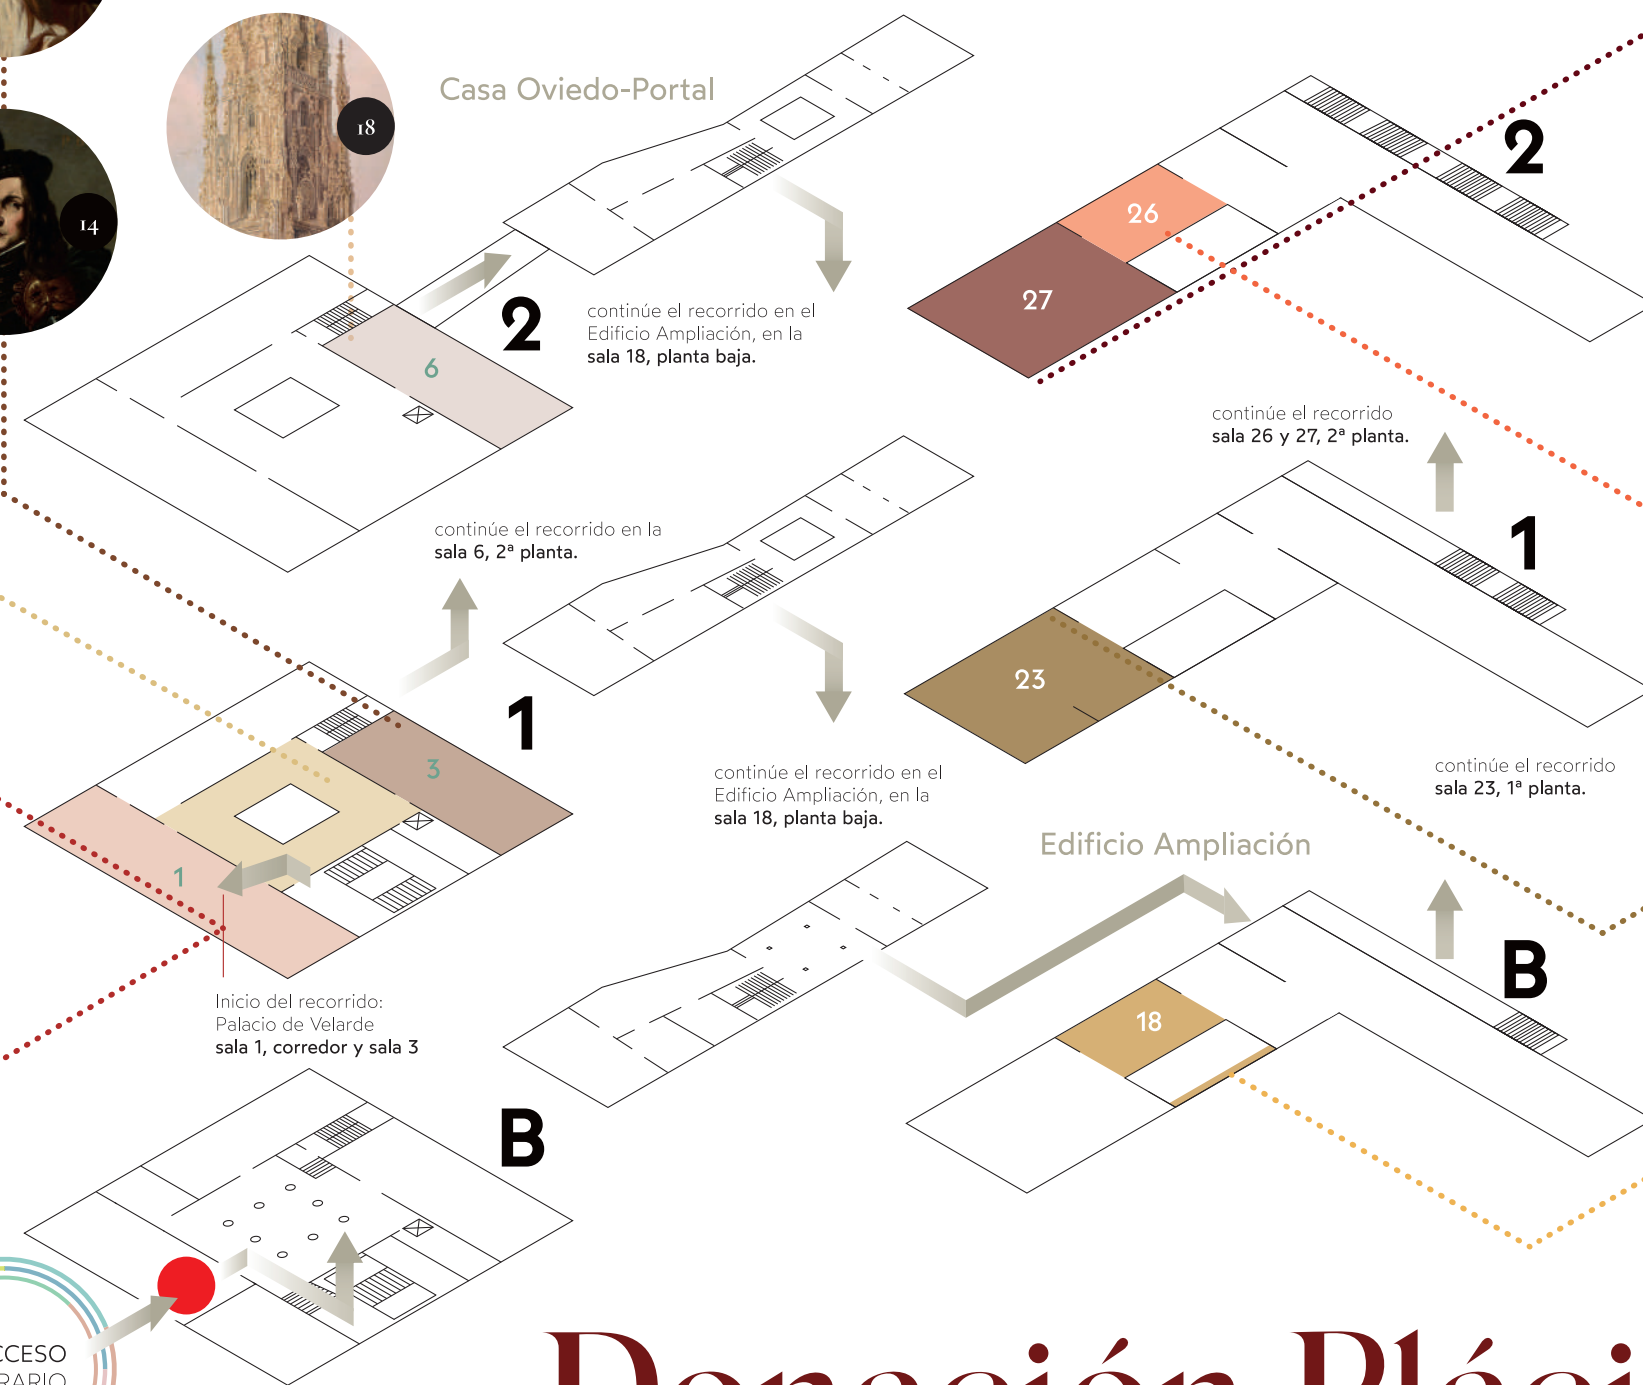 18
14
Casa Oviedo-Portal
2
continúe el recorrido en el
Edificio Ampliación, en la
sala 18, planta baja.
6
2
26
27
continúe el recorrido
sala 26 y 27, 2ª planta.
continúe el recorrido en la
sala 6, 2ª planta.
1
3
1
continúe el recorrido en el
Edificio Ampliación, en la
sala 18, planta baja.
1
23
continúe el recorrido
sala 23, 1ª planta.
Edificio Ampliación
Inicio del recorrido:
Palacio de Velarde
sala 1, corredor y sala 3
B
18
B
Donación Pláci